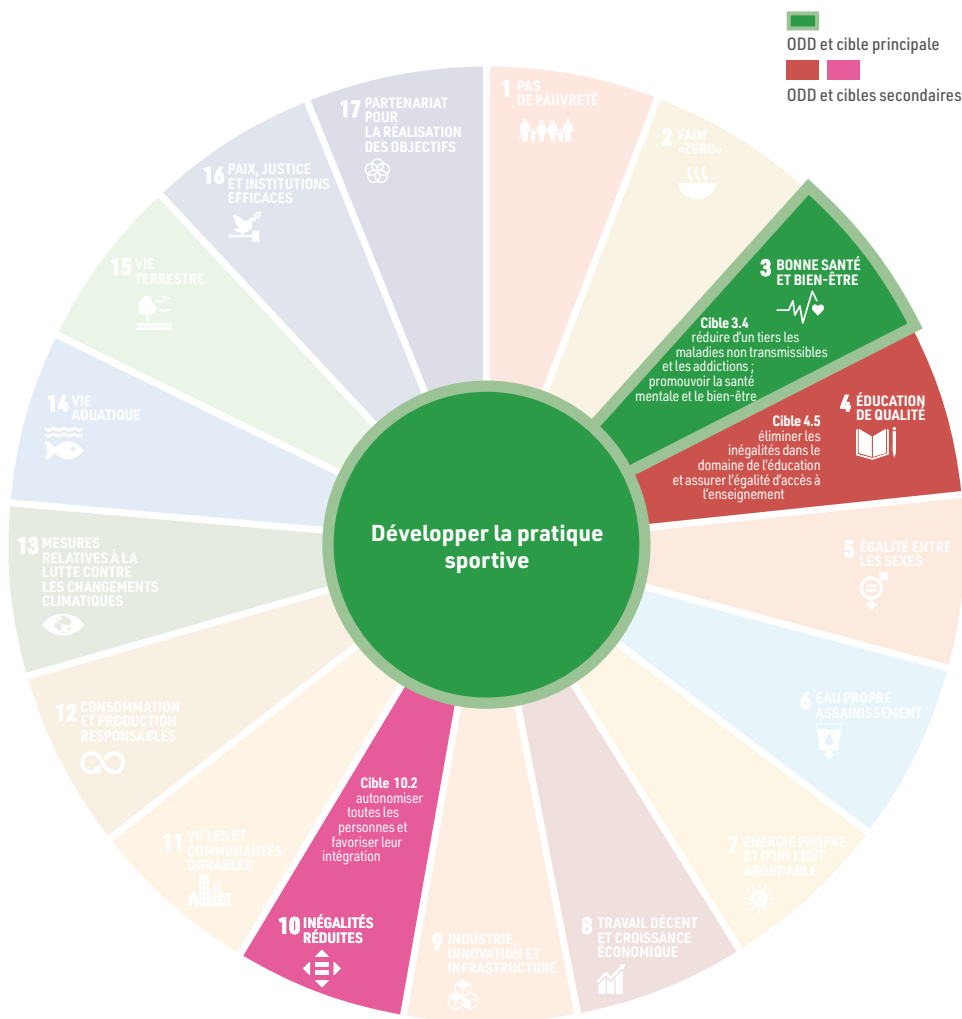 ODD et cible principale
ODD et cibles secondaires
1 PAS
DE PAUVRETÉ
2 FAIM
«ZÉRO»
3 BONNE SANTÉ
ET BIEN-ÊTRE
Cible 3.4
réduire d'un tiers les
maladies non transmissibles
et les addictions ;
promouvoir la santé
mentale et le bien-être
4 ÉDUCATION
DE QUALITÉ
Cible 4.5
éliminer les
inégalités dans le
domaine de l'éducation
et assurer l'égalité d'accès à
l'enseignement
5 ÉGALITÉ ENTRE
LES SEXES
6 EAU PROPRE
ASSAINISSEMENT
7 ÉNERGIE PROPRE
ET D'UN COÛT
ABORDABLE
8 TRAVAIL DÉCENT
ET CROISSANCE
ÉCONOMIQUE
9 INDUSTRIE,
INNOVATION ET
INFRASTRUCTURE
Cible 10.2
autonomiser
toutes les
personnes et
favoriser leur
intégration
10 INÉGALITÉS
RÉDUITES
11 VILLES ET
COMMUNAUTÉS
DURABLES
12 CONSOMMATION
ET PRODUCTION
RESPONSABLES
13 MESURES
RELATIVES À LA
LUTTE CONTRE
LES CHANGEMENTS
CLIMATIQUES
14 VIE
AQUATIQUE
15 VIE
TERRESTRE
16 PAIX, JUSTICE
ET INSTITUTIONS
EFFICACES
17 PARTENARIAT
POUR
LA RÉALISATION
DES OBJECTIFS
Développer la pratique
sportive